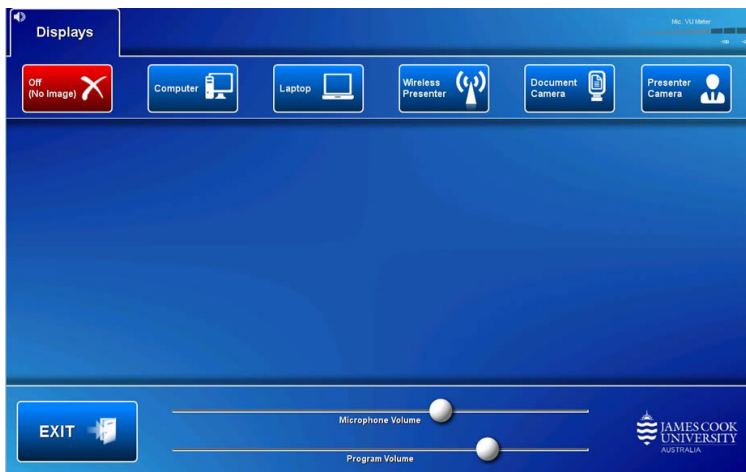 Displays
Mic. VU Meter
Off
(No Image)
Computer
Laptop
Wireless
Presenter
Document
Camera
Presenter
Camera
EXIT
Microphone Volume
Program Volume
JAMES COOK
UNIVERSITY
AUSTRALIA